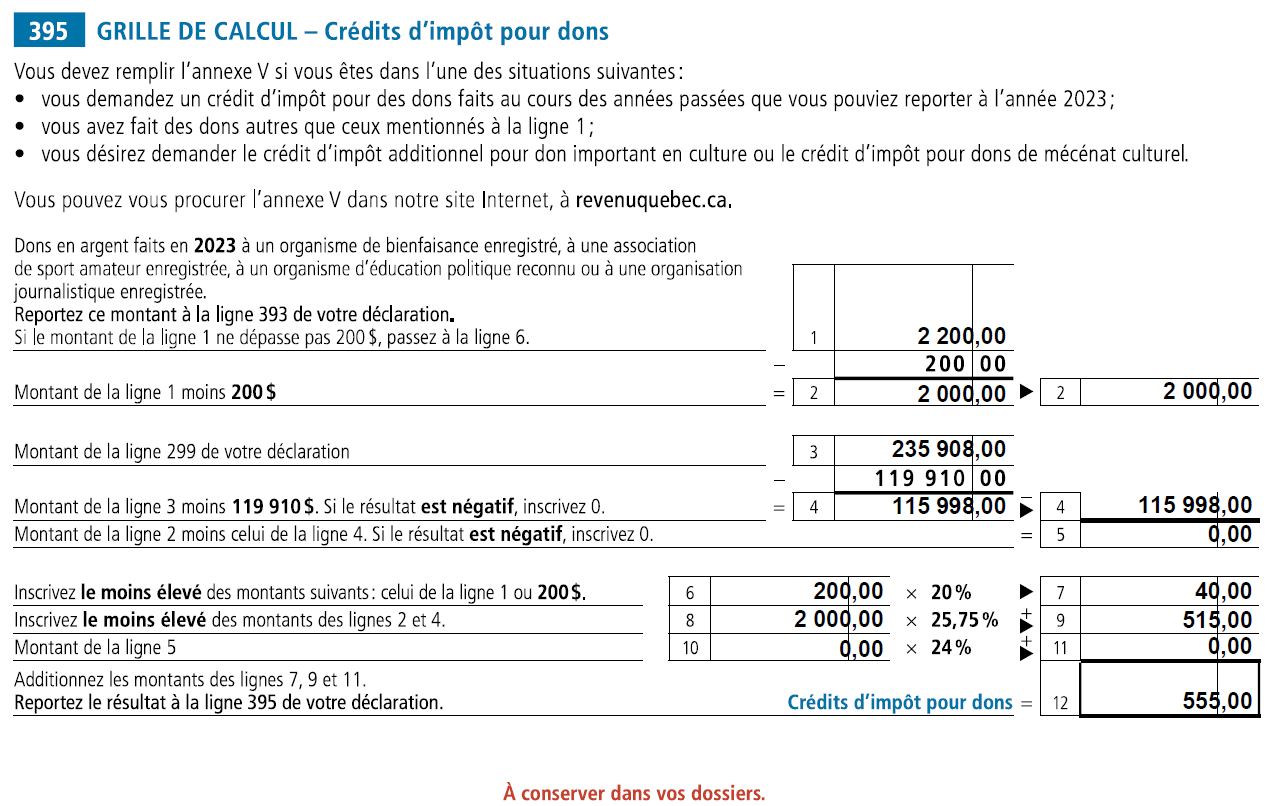 395 GRILLE DE CALCUL – Crédits d’impôt pour dons
Vous devez remplir l’annexe V si vous êtes dans l’une des situations suivantes :
• vous demandez un crédit d’impôt pour des dons faits au cours des années passées que vous pouviez reporter à l’année 2023 ;
• vous avez fait des dons autres que ceux mentionnés à la ligne 1 ;
• vous désirez demander le crédit d’impôt additionnel pour don important en culture ou le crédit d’impôt pour dons de mécénat culturel.
Vous pouvez vous procurer l’annexe V dans notre site Internet, à revenuquebec.ca.
Dons en argent faits en 2023 à un organisme de bienfaisance enregistré, à une association
de sport amateur enregistrée, à un organisme d’éducation politique reconnu ou à une organisation
journalistique enregistrée.
Reportez ce montant à la ligne 393 de votre déclaration.
Si le montant de la ligne 1 ne dépasse pas 200 $, passez à la ligne 6. 1 2 200,00
– 200 00
Montant de la ligne 1 moins 200 $ = 2 2 000,00 ► 2 2 000,00
Montant de la ligne 299 de votre déclaration 3 235 908,00
– 119 910 00
Montant de la ligne 3 moins 119 910 $. Si le résultat est négatif, inscrivez 0. = 4 115 998,00 – ► 4 115 998,00
Montant de la ligne 2 moins celui de la ligne 4. Si le résultat est négatif, inscrivez 0. = 5 0,00
Inscrivez le moins élevé des montants suivants : celui de la ligne 1 ou 200 $. 6 200,00 × 20 % ► 7 40,00
Inscrivez le moins élevé des montants des lignes 2 et 4. 8 2 000,00 × 25,75 % + ► 9 515,00
Montant de la ligne 5 10 0,00 × 24 % + ► 11 0,00
Additionnez les montants des lignes 7, 9 et 11.
Reportez le résultat à la ligne 395 de votre déclaration. Crédits d’impôt pour dons = 12 555,00
À conserver dans vos dossiers.